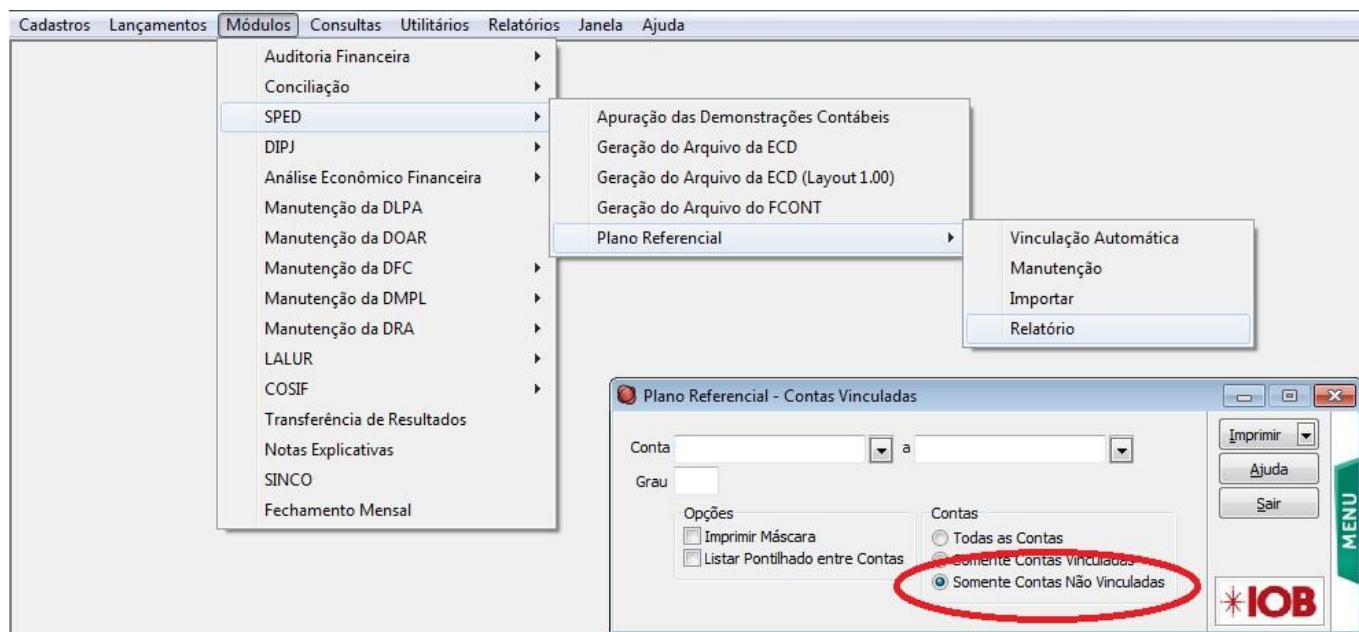 Cadastros Lançamentos Módulos Consultas Utilitários Relatórios Janela Ajuda
Auditoria Financeira
Conciliação
SPED
DIPJ
Análise Econômico Financeira
Manutenção da DLPA
Manutenção da DOAR
Manutenção da DFC
Manutenção da DMPL
Manutenção da DRA
LALUR
COSIF
Transferência de Resultados
Notas Explicativas
SINCO
Fechamento Mensal
Apuração das Demonstrações Contábeis
Geração do Arquivo da ECD
Geração do Arquivo da ECD (Layout 1.00)
Geração do Arquivo do FCONT
Plano Referencial
Vinculação Automática
Manutenção
Importar
Relatório
Plano Referencial - Contas Vinculadas
Conta a
Grau
Opções
Imprimir Máscara
Listar Pontilhado entre Contas
Contas
Todas as Contas
Somente Contas Vinculadas
Somente Contas Não Vinculadas
Imprimir
Ajuda
Sair
MENU
IOB